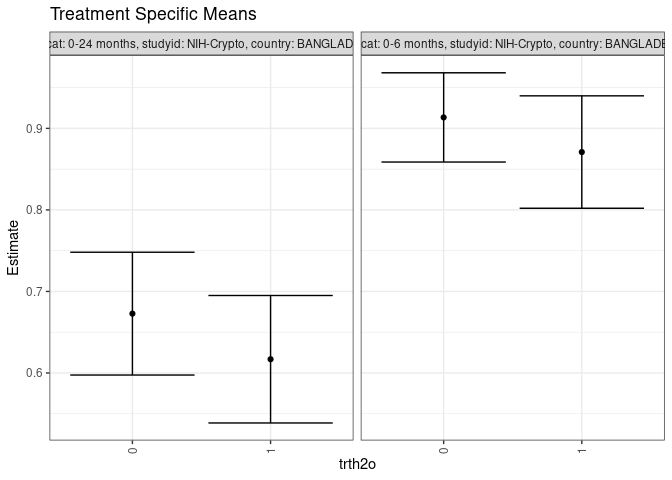 Treatment Specific Means
cat: 0-24 months, studyid: NIH-Crypto, country: BANGLAD
cat: 0-6 months, studyid: NIH-Crypto, country: BANGLADE
Estimate
0.9
0.8
0.7
0.6
0
1
0
1
trth2o